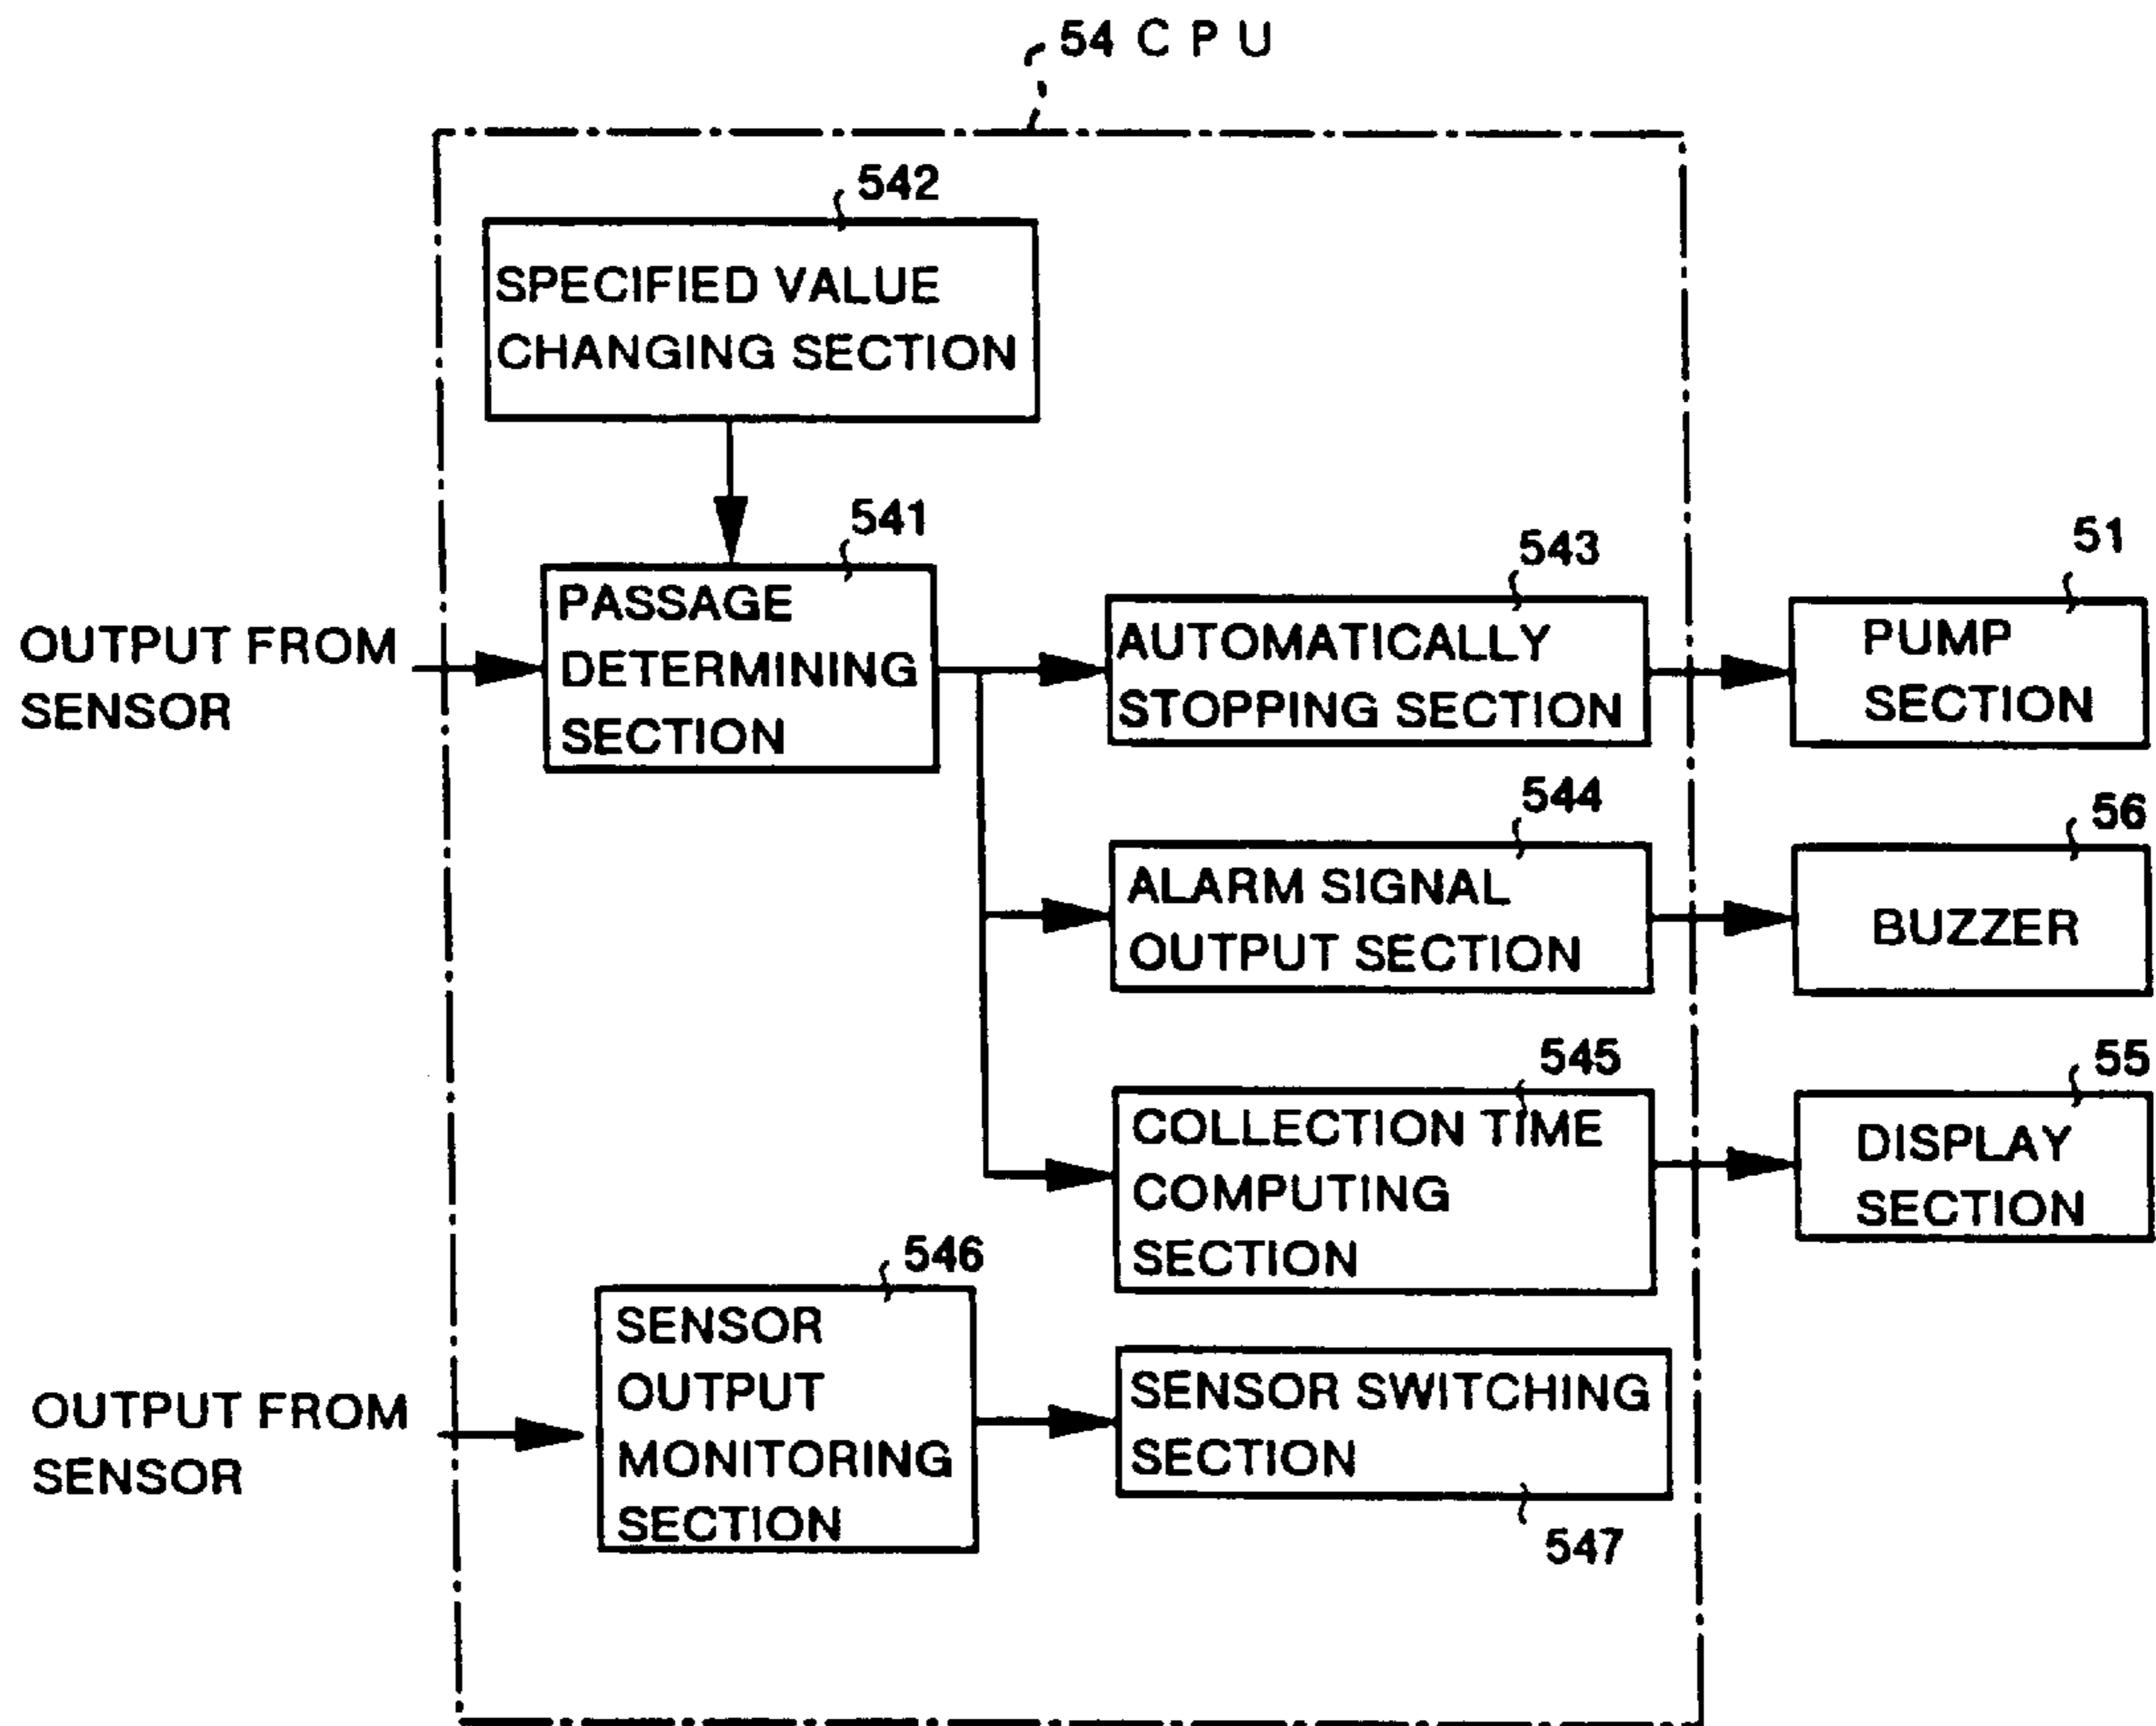 54 C P U
542
SPECIFIED VALUE
CHANGING SECTION
541
PASSAGE
DETERMINING
SECTION
OUTPUT FROM
SENSOR
543
AUTOMATICALLY
STOPPING SECTION
51
PUMP
SECTION
544
ALARM SIGNAL
OUTPUT SECTION
56
BUZZER
545
COLLECTION TIME
COMPUTING
SECTION
55
DISPLAY
SECTION
546
SENSOR
OUTPUT
MONITORING
SECTION
OUTPUT FROM
SENSOR
SENSOR SWITCHING
SECTION
547